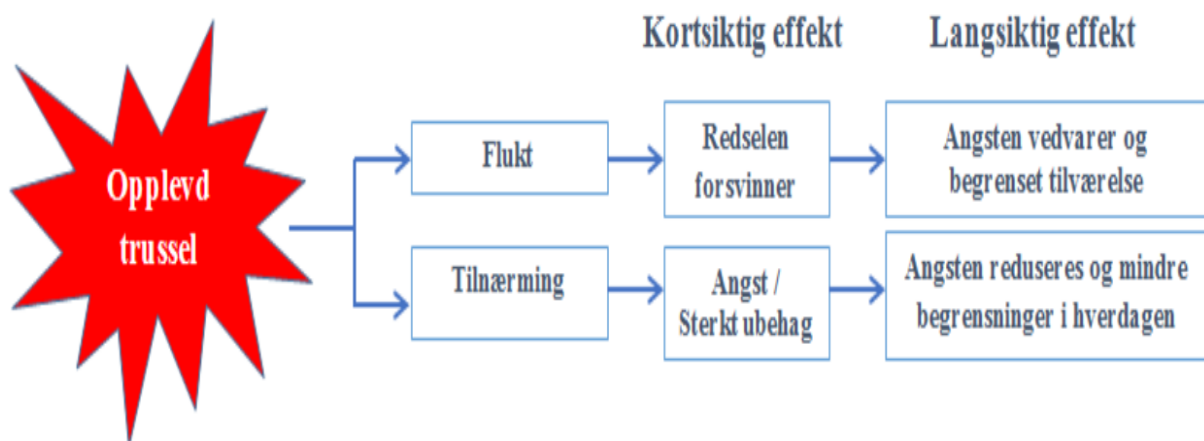 Kortsiktig effekt
Langsiktig effekt
Opplevd
trussel
Flukt
Redselen
forsvinner
Angsten vedvarer og
begrenset tilværelse
Tilnærming
Angst /
Sterkt ubehag
Angsten reduseres og mindre
begrensninger i hverdagen